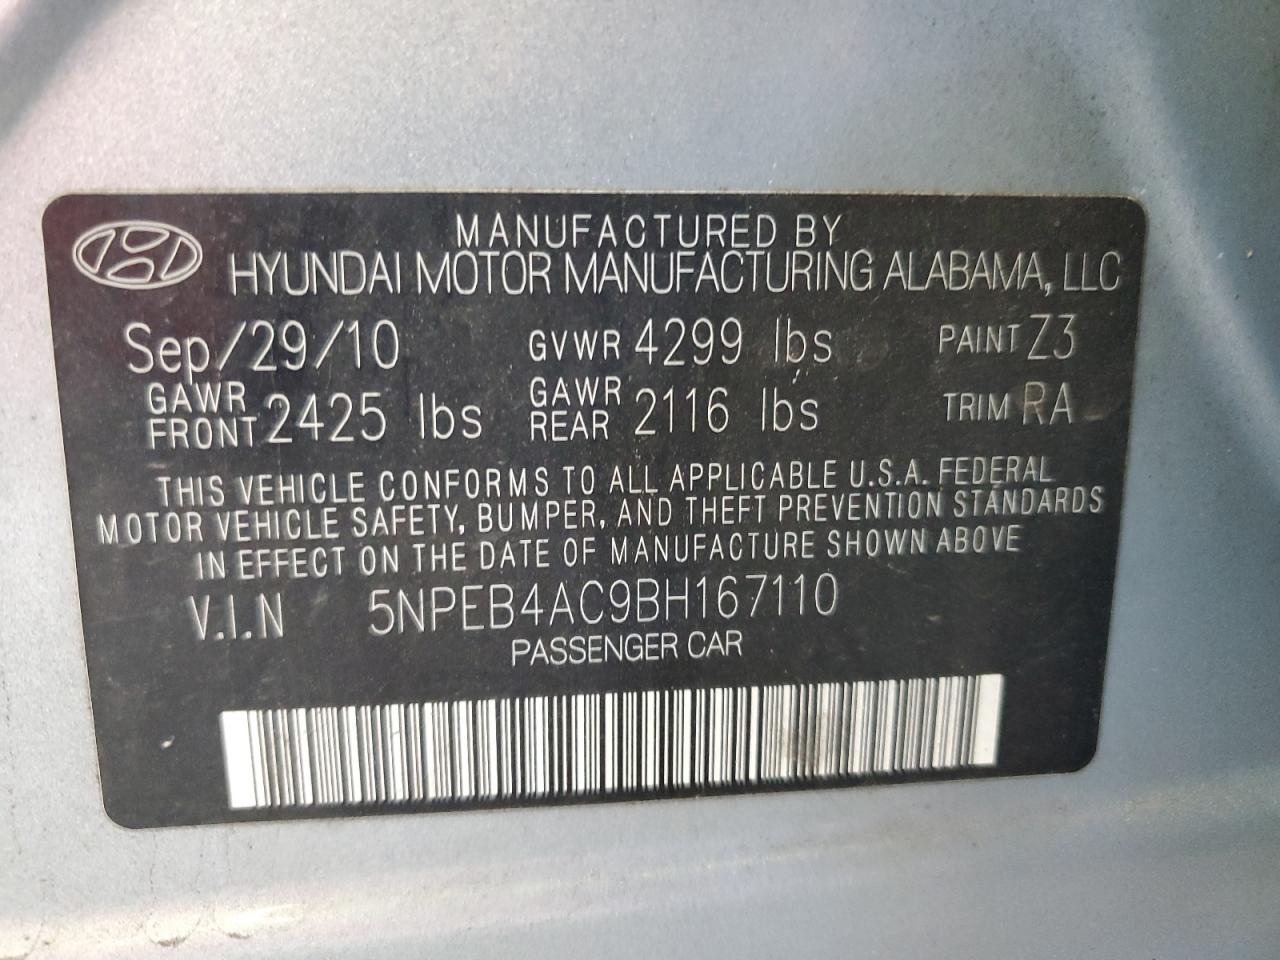 MANUFACTURED BY
HYUNDAI MOTOR MANUFACTURING ALABAMA, LLC
Sep/29/10 GVWR 4299 lbs PAINT Z3
GAWR FRONT 2425 lbs GAWR REAR 2116 lbs TRIM RA
THIS VEHICLE CONFORMS TO ALL APPLICABLE U.S.A. FEDERAL
MOTOR VEHICLE SAFETY, BUMPER, AND THEFT PREVENTION STANDARDS
IN EFFECT ON THE DATE OF MANUFACTURE SHOWN ABOVE
V.I.N 5NPEB4AC9BH167110
PASSENGER CAR